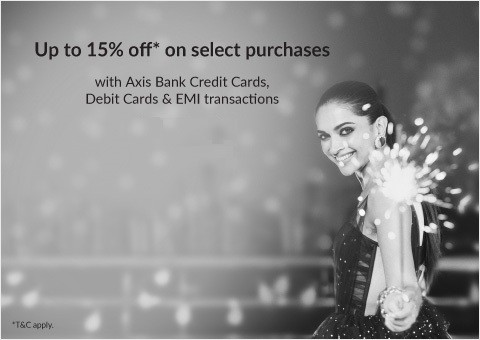 Up to 15% off* on select purchases
with Axis Bank Credit Cards,
Debit Cards & EMI transactions
*T&C apply.